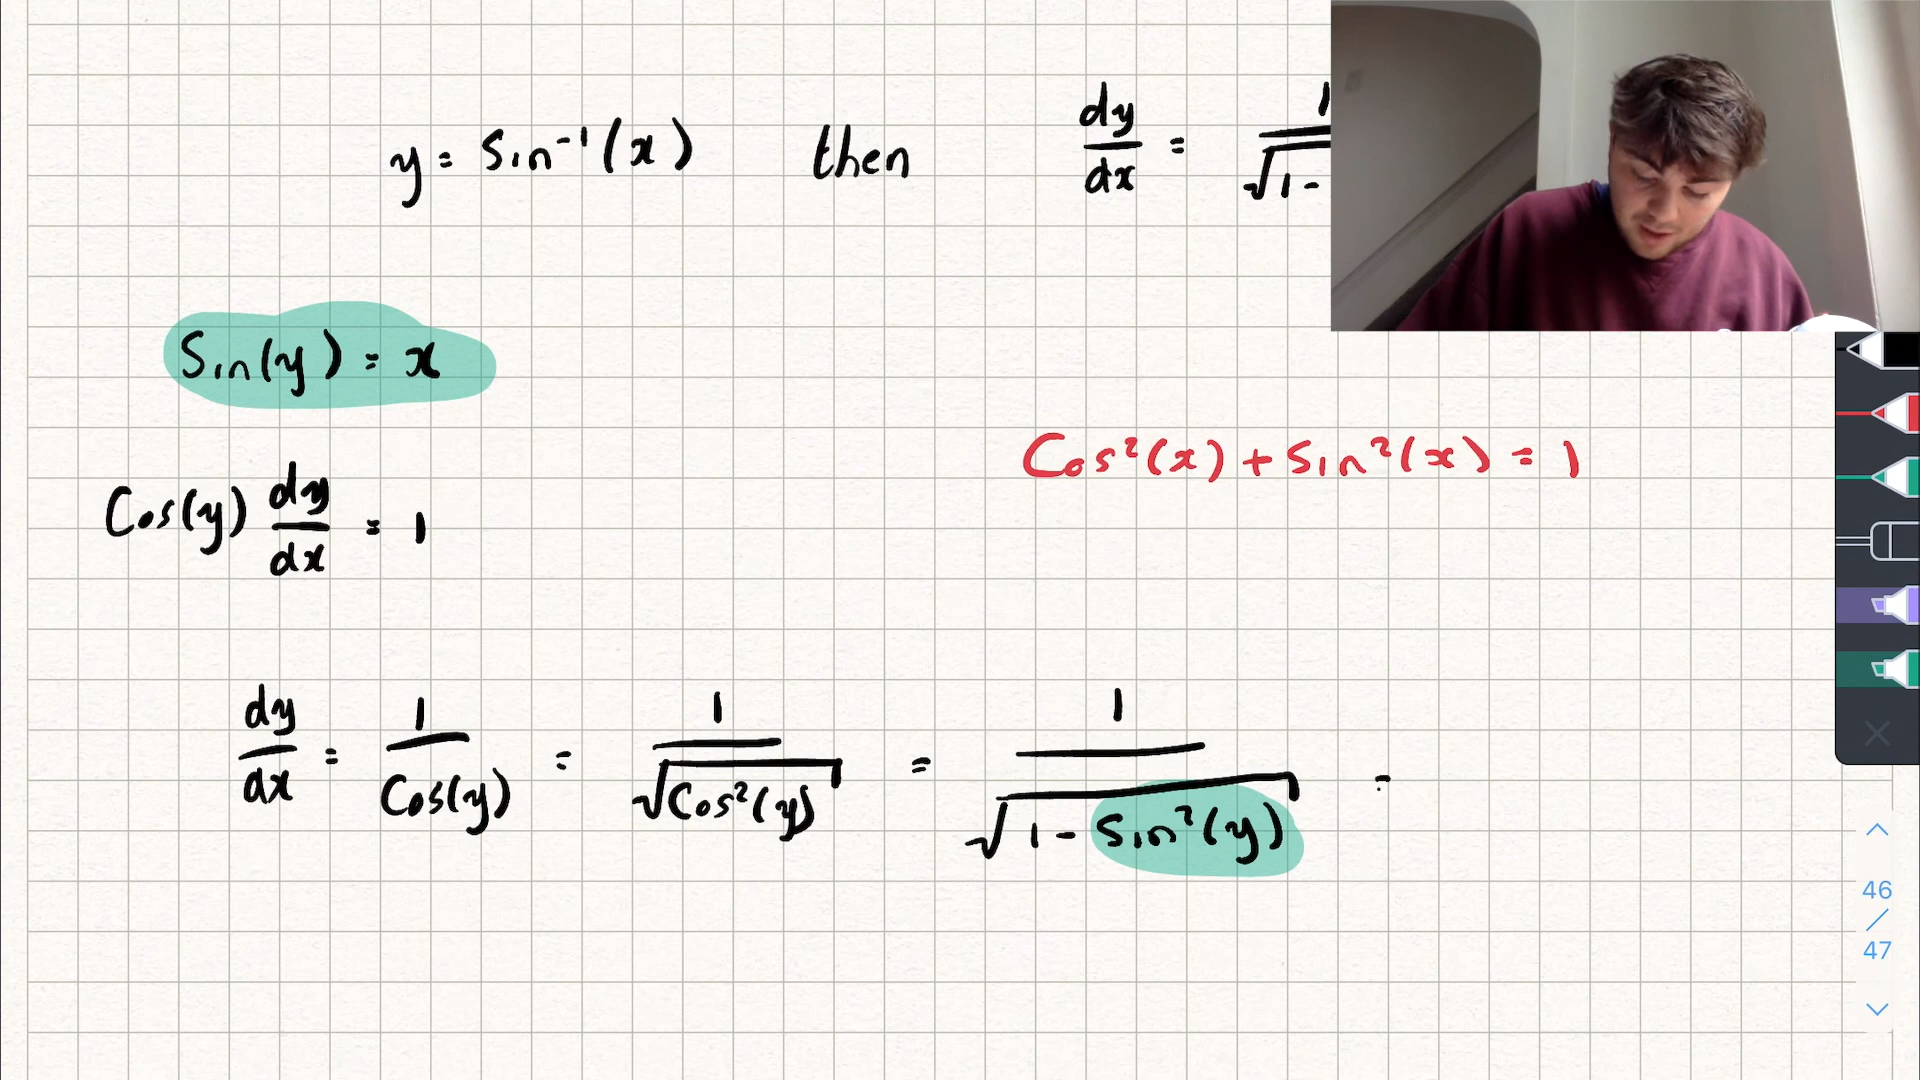 y = Sin⁻¹(x) then dy/dx = 1/√1-
Sin(y) = x
Cos²(x) + Sin²(x) = 1
Cos(y) dy/dx = 1
dy/dx = 1/Cos(y) = 1/√Cos²(y) = 1/√1 - Sin²(y) =
46
/
47